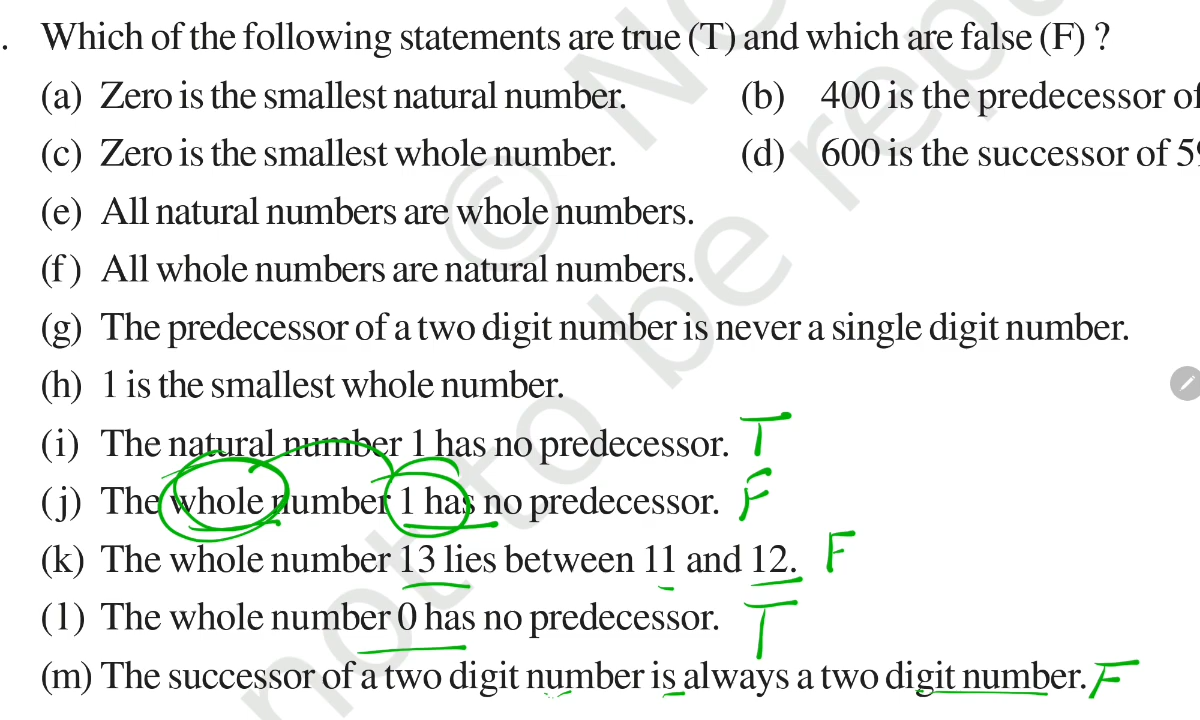 . Which of the following statements are true (T) and which are false (F) ?
(a) Zero is the smallest natural number. (b) 400 is the predecessor of
(c) Zero is the smallest whole number. (d) 600 is the successor of
(e) All natural numbers are whole numbers.
(f) All whole numbers are natural numbers.
(g) The predecessor of a two digit number is never a single digit number.
(h) 1 is the smallest whole number.
(i) The natural number 1 has no predecessor. T
(j) The whole number 1 has no predecessor. F
(k) The whole number 13 lies between 11 and 12. F
(l) The whole number 0 has no predecessor. T
(m) The successor of a two digit number is always a two digit number. F
© N
not to be rep